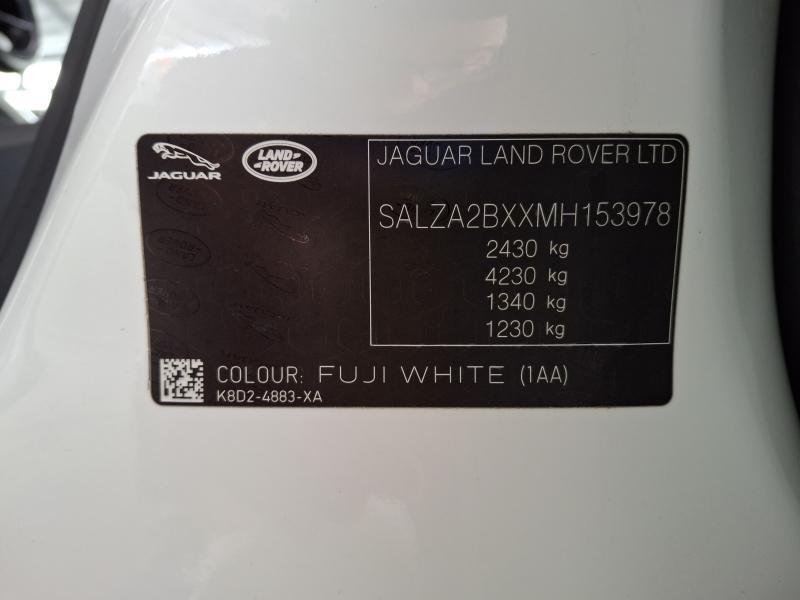 JAGUAR
LAND
ROVER
JAGUAR LAND ROVER LTD
SALZA2BXXMH153978
2430 kg
4230 kg
1340 kg
1230 kg
COLOUR: FUJI WHITE (1AA)
K8D2-4883-XA